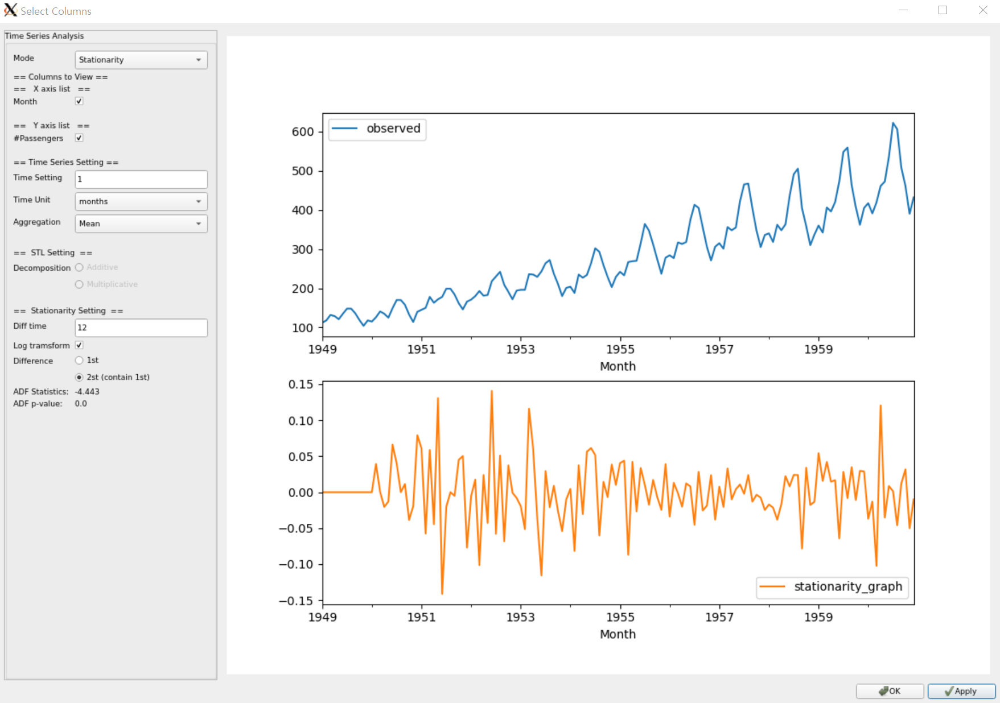 Select Columns
Time Series Analysis
Mode Stationarity
== Columns to View ==
== X axis list ==
Month
== Y axis list ==
#Passengers
== Time Series Setting ==
Time Setting 1
Time Unit months
Aggregation Mean
== STL Setting ==
Decomposition Additive
Multiplicative
== Stationarity Setting ==
Diff time 12
Log tramsform
Difference 1st
2st (contain 1st)
ADF Statistics: -4.443
ADF p-value: 0.0
observed
600
500
400
300
200
100
1949 1951 1953 1955 1957 1959
Month
0.15
0.10
0.05
0.00
−0.05
−0.10
−0.15
stationarity_graph
1949 1951 1953 1955 1957 1959
Month
OK Apply